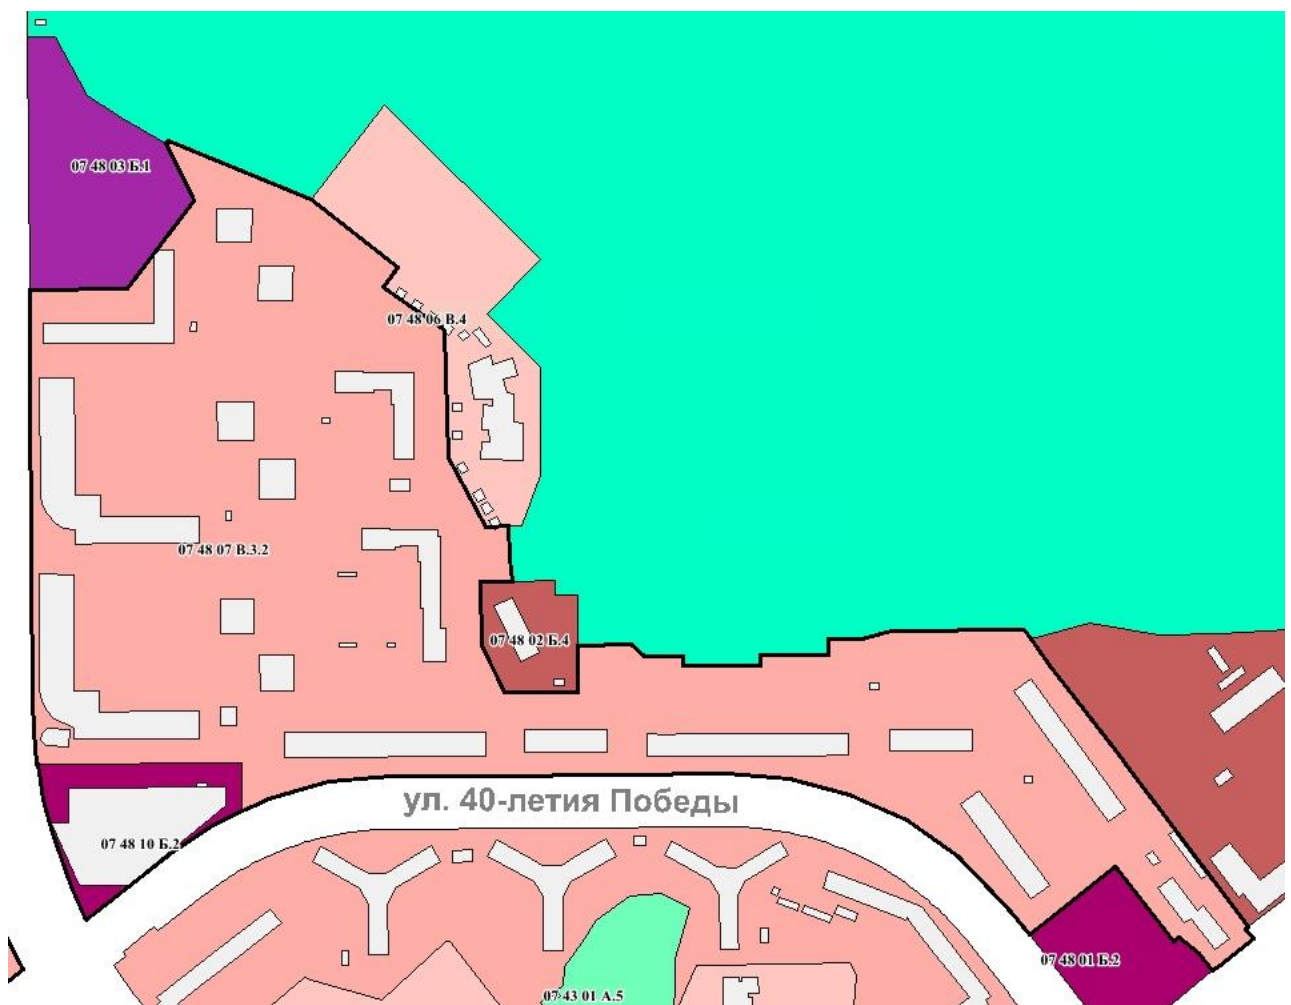 07 48 03 Б.1
07 48 06 В.4
07 48 07 В.3.2
07 48 02 Б.4
ул. 40-летия Победы
07 48 10 Б.2
07 48 01 Б.2
07 43 01 А.5